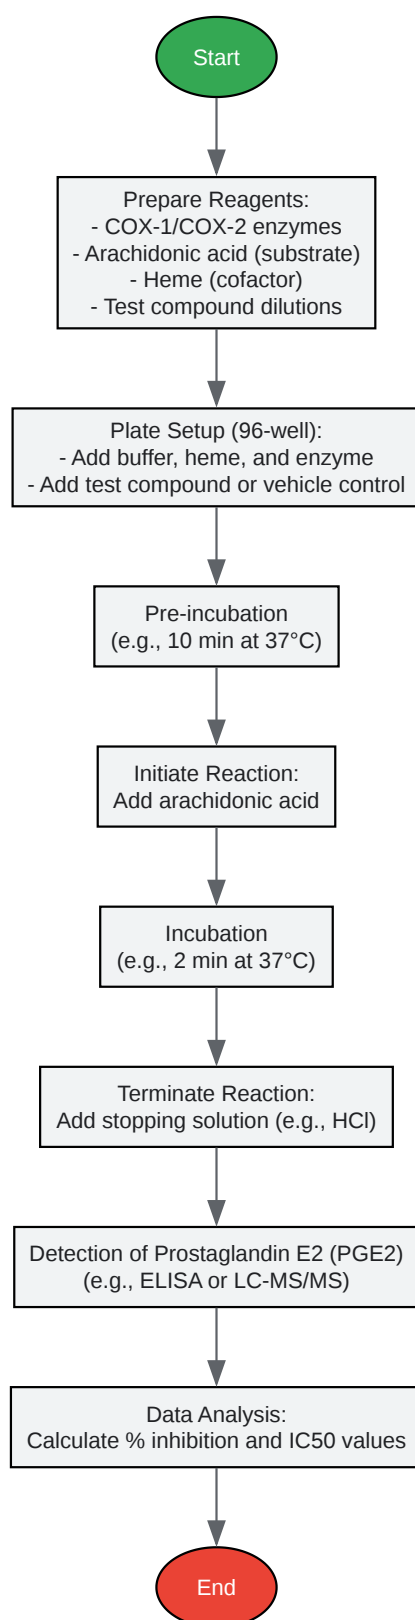 Start
Prepare Reagents:
- COX-1/COX-2 enzymes
- Arachidonic acid (substrate)
- Heme (cofactor)
- Test compound dilutions
Plate Setup (96-well):
- Add buffer, heme, and enzyme
- Add test compound or vehicle control
Pre-incubation
(e.g., 10 min at 37°C)
Initiate Reaction:
Add arachidonic acid
Incubation
(e.g., 2 min at 37°C)
Terminate Reaction:
Add stopping solution (e.g., HCl)
Detection of Prostaglandin E2 (PGE2)
(e.g., ELISA or LC-MS/MS)
Data Analysis:
Calculate % inhibition and IC50 values
End